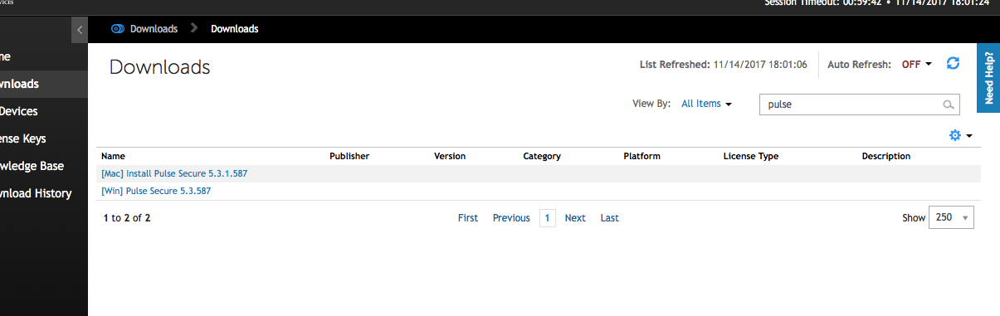 VICES
Session Timeout: 00:59:42 • 11/14/2017 18:01:24
Downloads Downloads
me
wnloads
Devices
ense Keys
owledge Base
wnload History
Downloads
List Refreshed: 11/14/2017 18:01:06 Auto Refresh: OFF
Need Help?
View By: All Items pulse
Name Publisher Version Category Platform License Type Description
[Mac] Install Pulse Secure 5.3.1.587
[Win] Pulse Secure 5.3.587
1 to 2 of 2 First Previous 1 Next Last Show 250